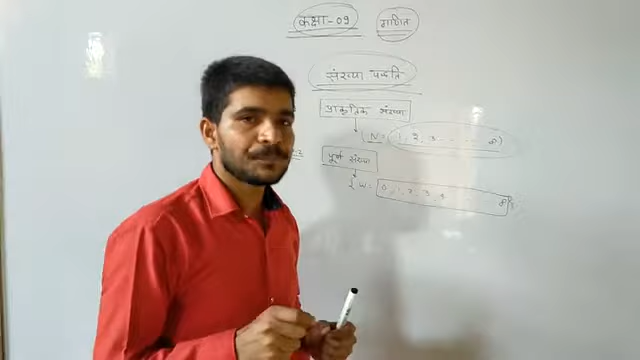 कक्षा-09 गणित
संख्या पद्धति
प्राकृतिक संख्या
N = 1, 2, 3 . . . . . ∞)
पूर्ण संख्या
{ W = 0, 1, 2, 3, 4 . . . ∞}